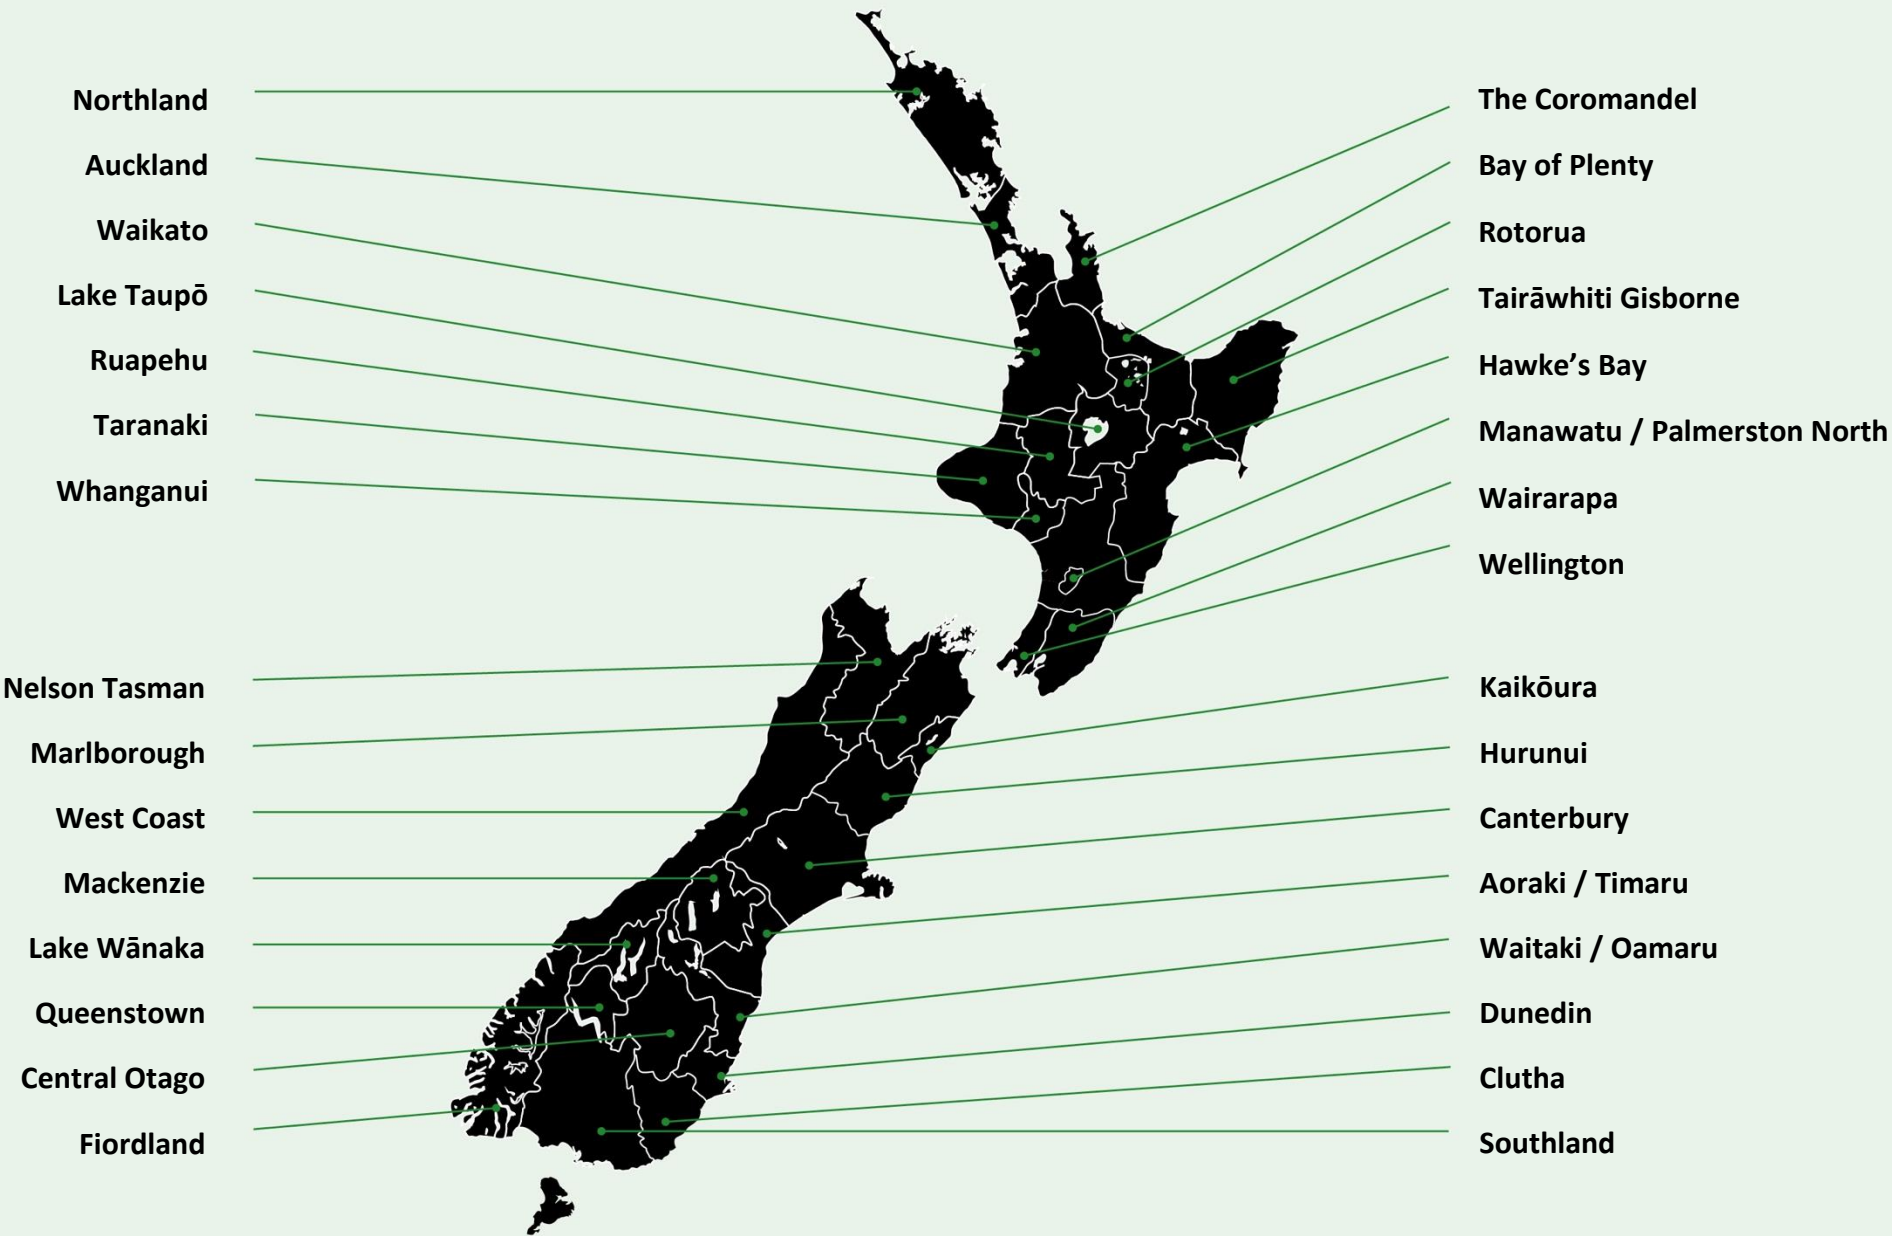 Northland
Auckland
Waikato
Lake Taupō
Ruapehu
Taranaki
Whanganui
The Coromandel
Bay of Plenty
Rotorua
Tairāwhiti Gisborne
Hawke’s Bay
Manawatu / Palmerston North
Wairarapa
Wellington
Nelson Tasman
Marlborough
West Coast
Mackenzie
Lake Wānaka
Queenstown
Central Otago
Fiordland
Kaikōura
Hurunui
Canterbury
Aoraki / Timaru
Waitaki / Oamaru
Dunedin
Clutha
Southland